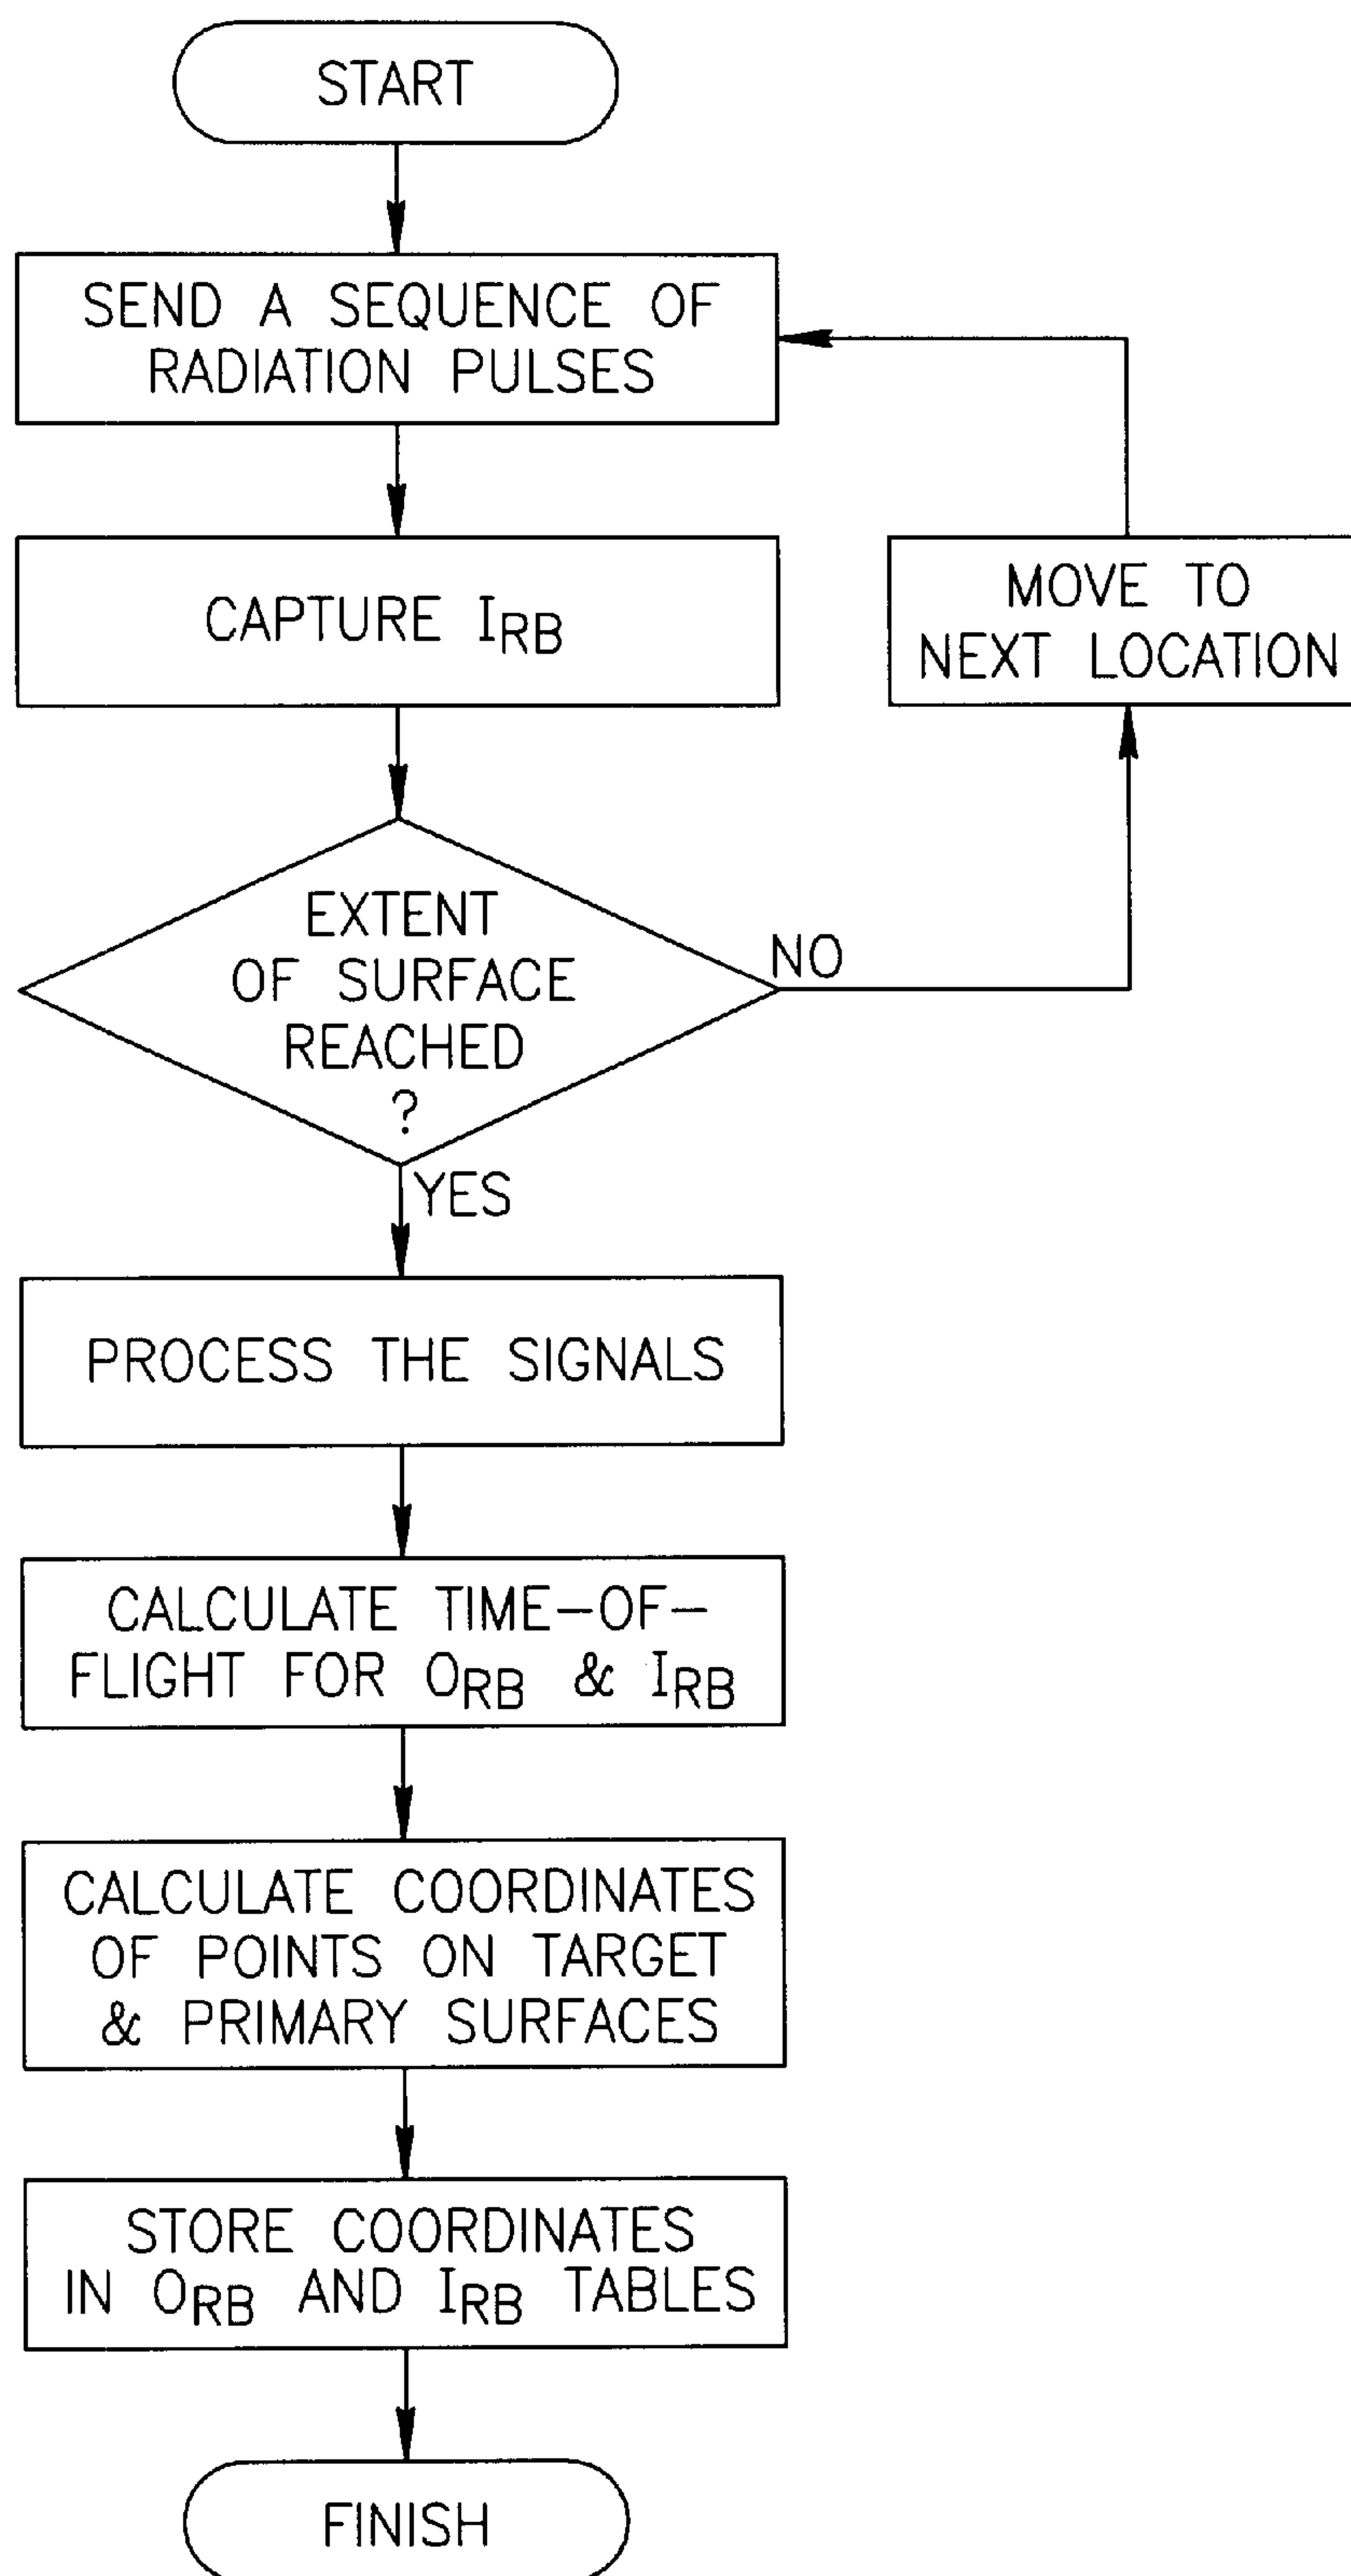 START
SEND A SEQUENCE OF
RADIATION PULSES
CAPTURE IRB
MOVE TO
NEXT LOCATION
EXTENT
OF SURFACE
REACHED
?
NO
YES
PROCESS THE SIGNALS
CALCULATE TIME-OF-
FLIGHT FOR ORB & IRB
CALCULATE COORDINATES
OF POINTS ON TARGET
& PRIMARY SURFACES
STORE COORDINATES
IN ORB AND IRB TABLES
FINISH